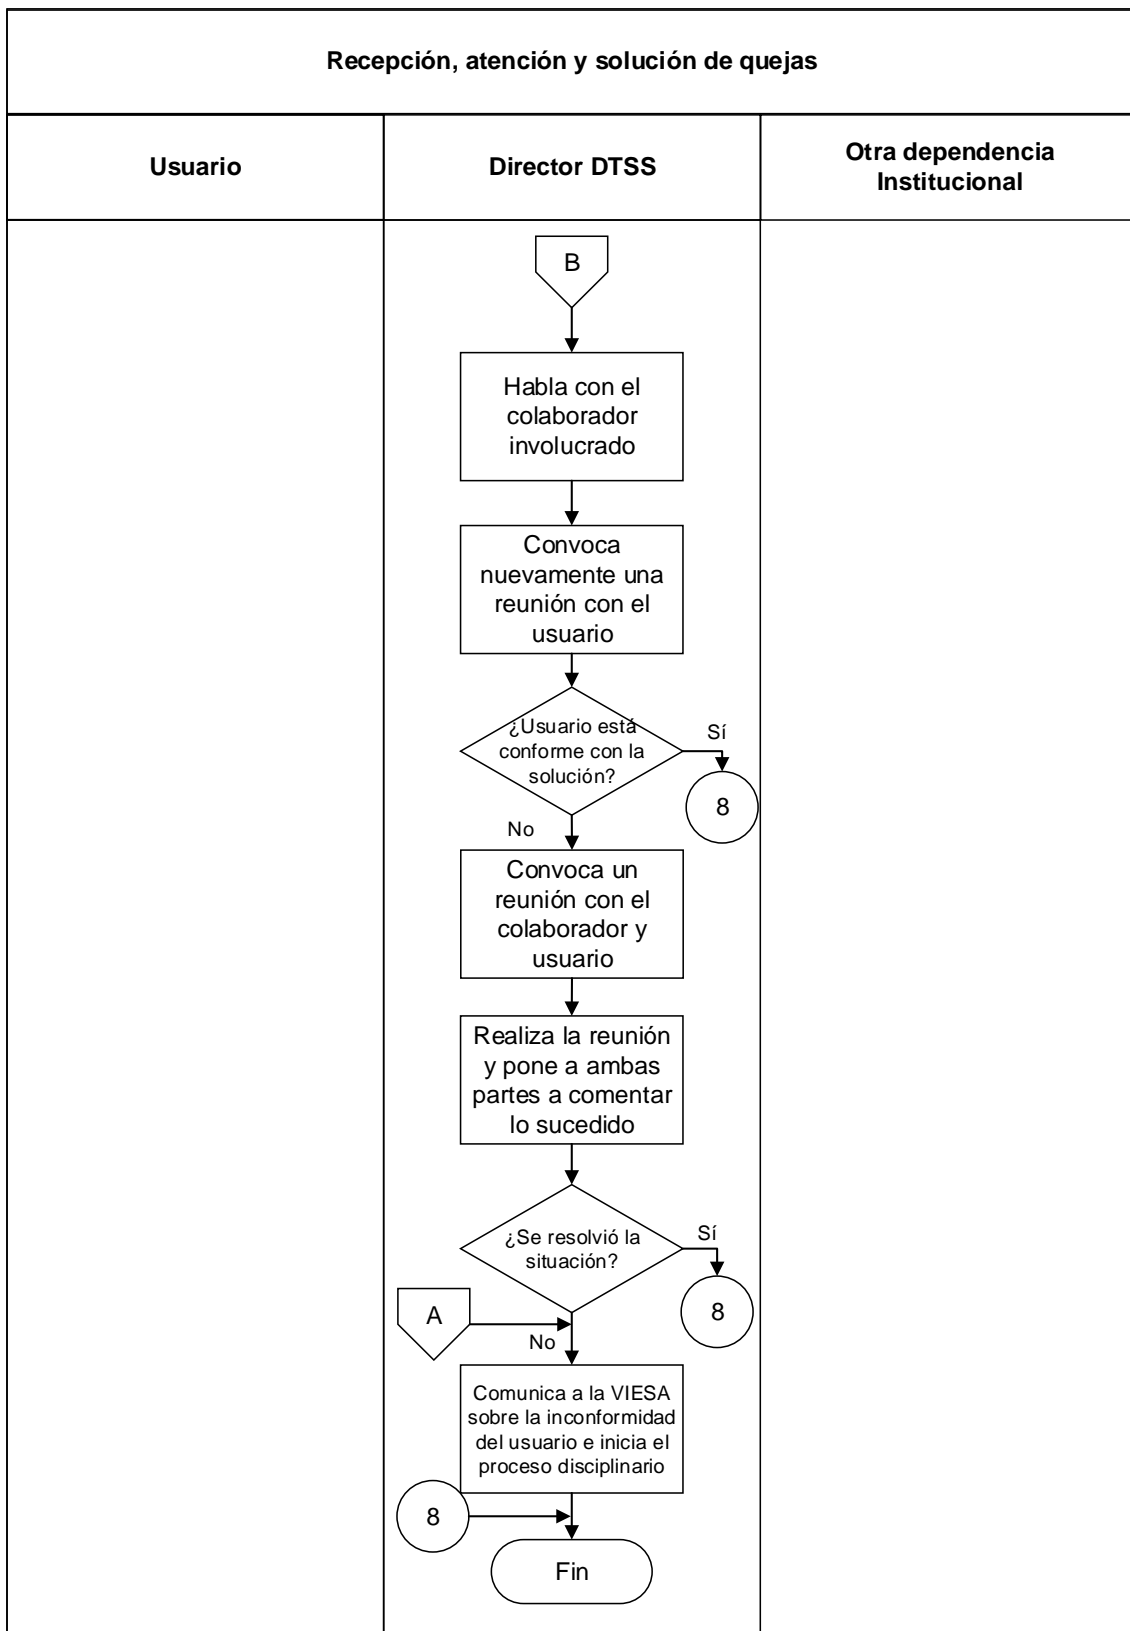 Recepción, atención y solución de quejas
Usuario
Director DTSS
Otra dependencia
Institucional
B
Habla con el
colaborador
involucrado
Convoca
nuevamente una
reunión con el
usuario
¿Usuario está
conforme con la
solución?
Sí
8
No
Convoca un
reunión con el
colaborador y
usuario
Realiza la reunión
y pone a ambas
partes a comentar
lo sucedido
¿Se resolvió la
situación?
Sí
8
A
No
Comunica a la VIESA
sobre la inconformidad
del usuario e inicia el
proceso disciplinario
8
Fin